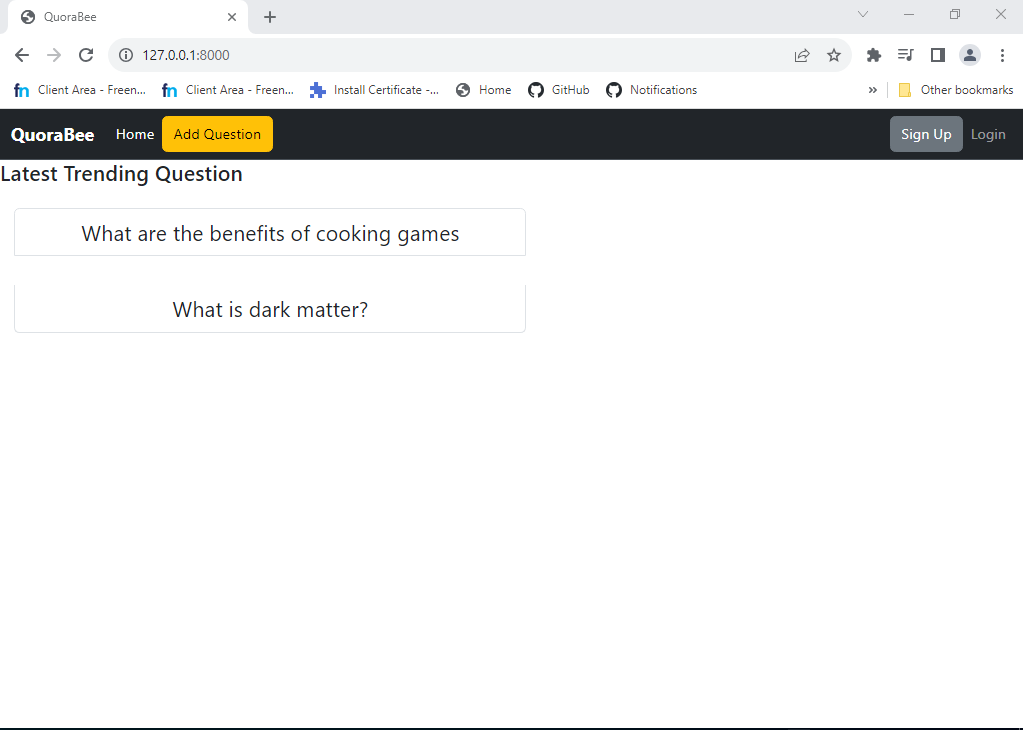 QuoraBee
127.0.0.1:8000
Client Area - Freen... Client Area - Freen... Install Certificate -... Home GitHub Notifications » Other bookmarks
QuoraBee Home Add Question Sign Up Login
Latest Trending Question
What are the benefits of cooking games
What is dark matter?